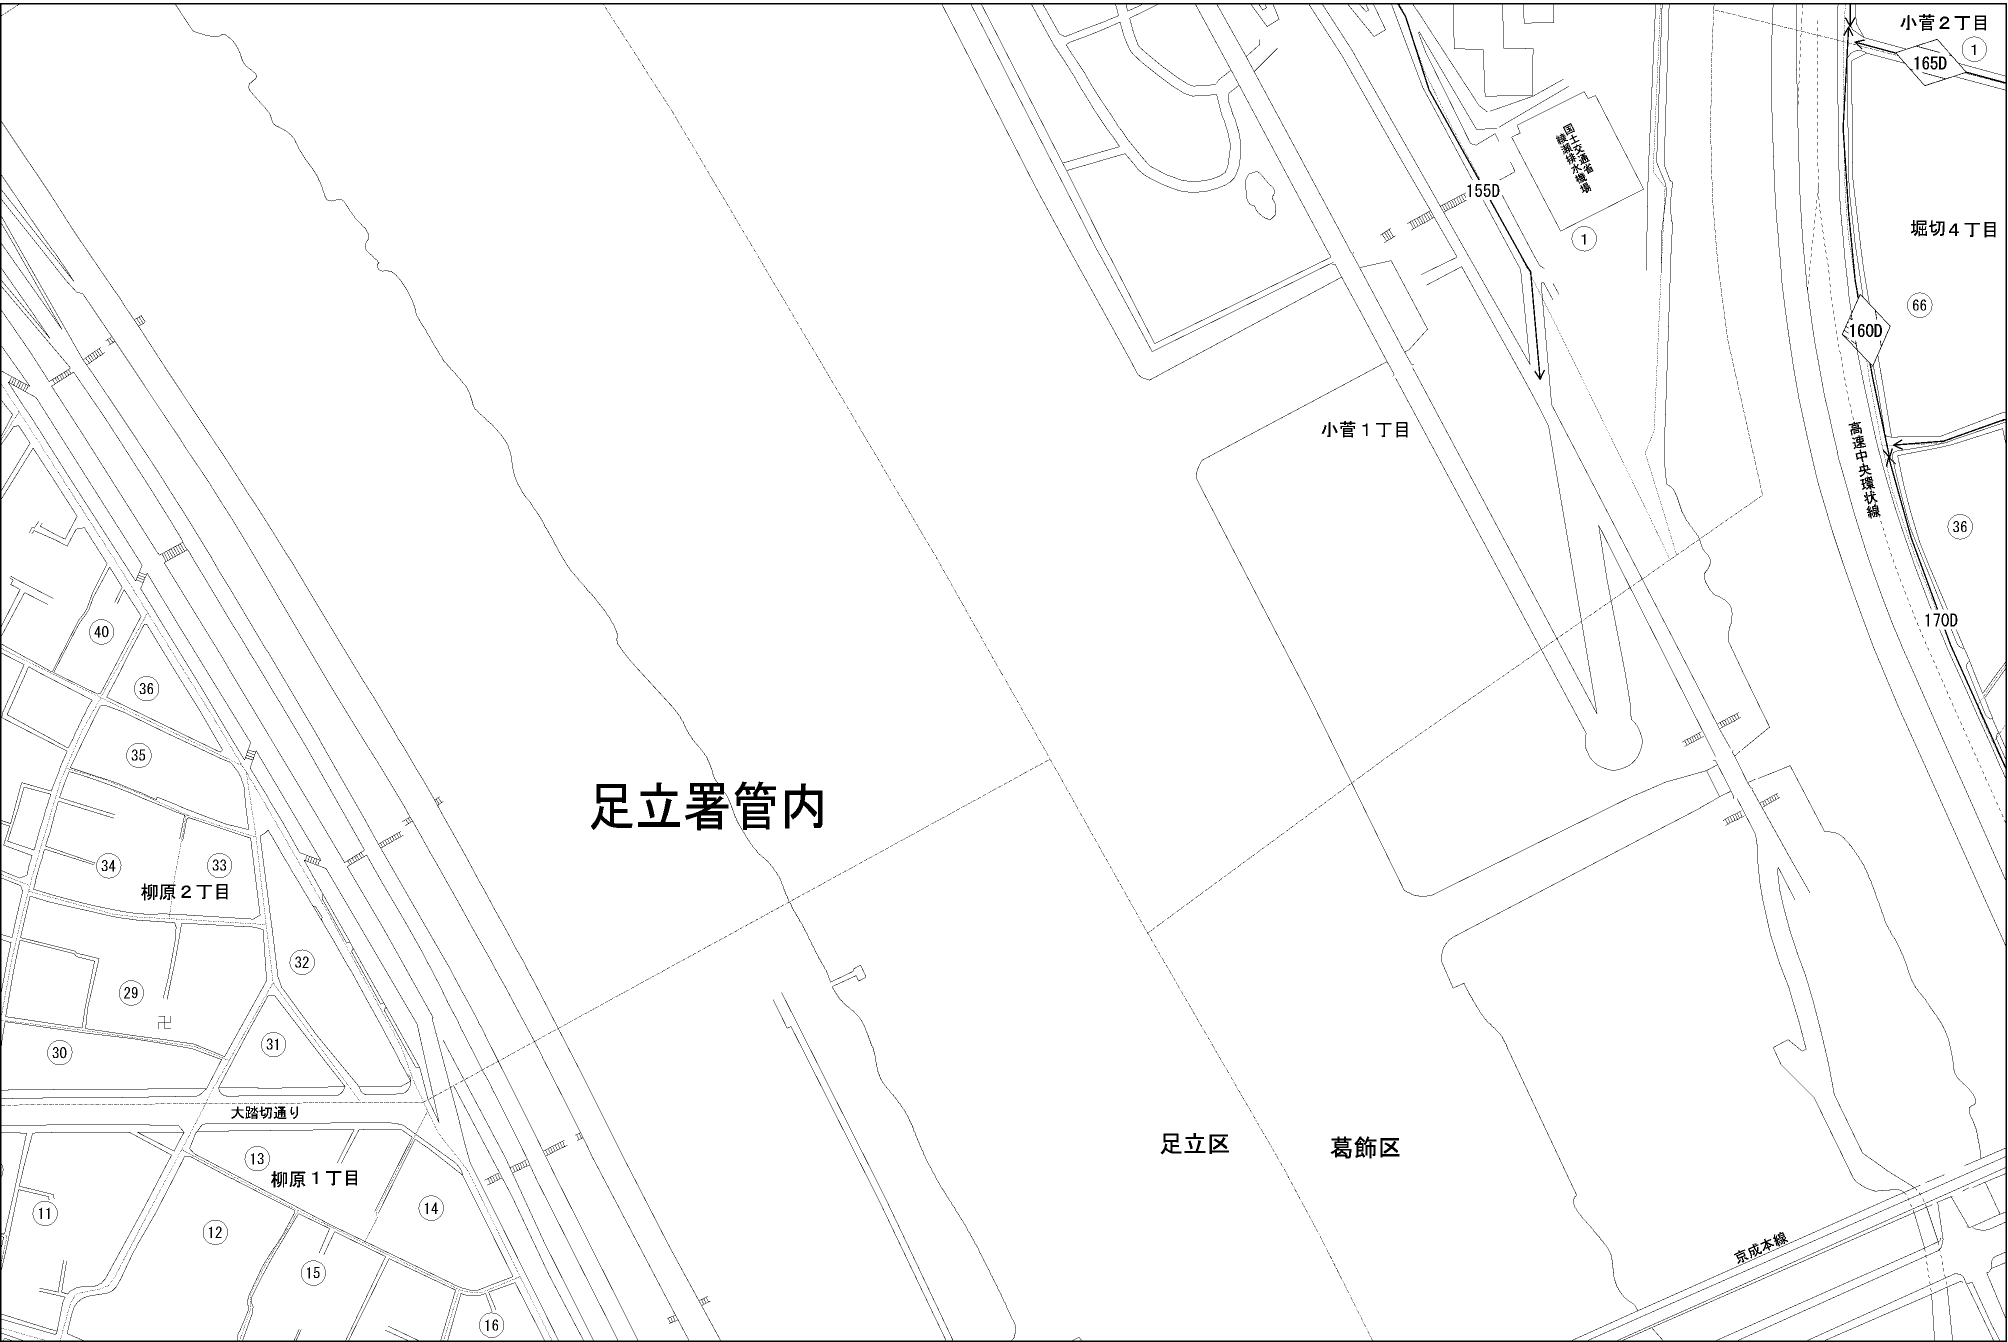 小菅２丁目
1
165D
国土交通省
綾瀬排水機場
155D
1
堀切４丁目
66
160D
小菅１丁目
高速中央環状線
36
170D
40
36
35
足立署管内
34
33
柳原２丁目
32
29
卍
31
30
大踏切通り
足立区
葛飾区
13
柳原１丁目
14
11
12
京成本線
15
16